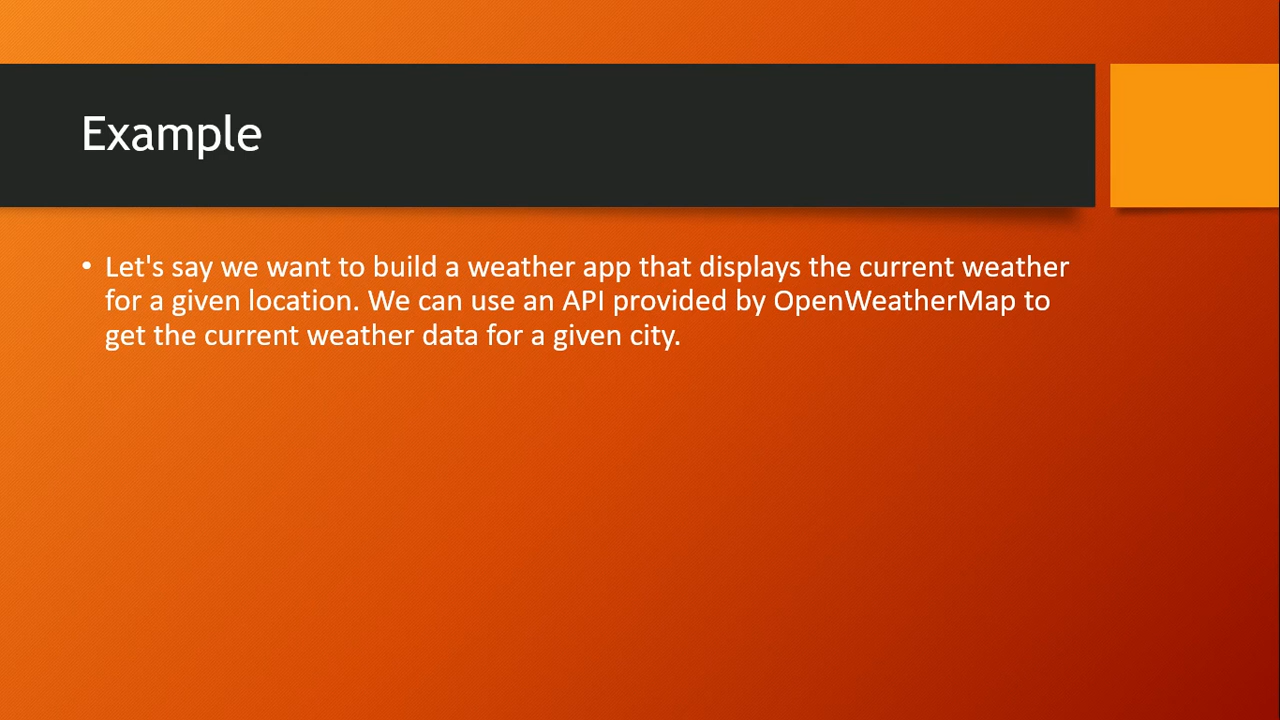 Example
• Let's say we want to build a weather app that displays the current weather
for a given location. We can use an API provided by OpenWeatherMap to
get the current weather data for a given city.